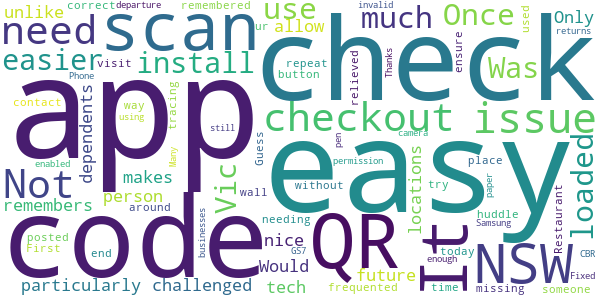 unlike
correct
departure
remembered
need
scan
ur
allow
use
much
Once
invalid
used
Only
returns
easier
visit
install
repeat
button
relieved
Thanks
ensure
check
Was
Phone
contact
app
dependents
way
using
tracing
Many
still
checkout
issue
Guess
pen
camera
permission
enabled
Not
makes
person
Vic
wall
without
easy
locations
try
place
paper
loaded
remembers
around
businesses
needing
huddle
Samsung
Restaurant
posted
First
code
nice
QR
It
today
NSW
CBR
end
Would
GS7
future
enough
Fixed
particularly
challenged
tech
frequented
time
missing
someone